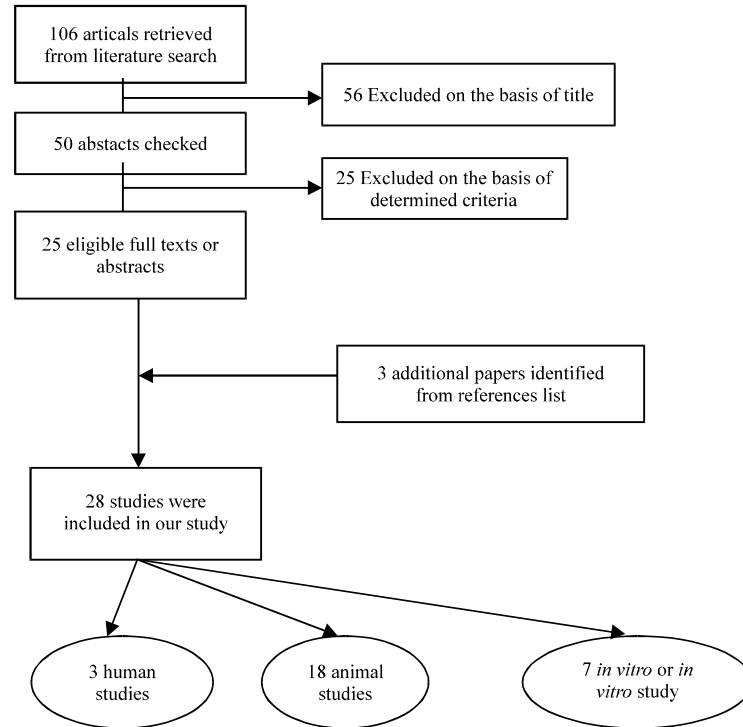 106 articals retrieved
frrom literature search
56 Excluded on the basis of title
50 abstacts checked
25 Excluded on the basis of
determined criteria
25 eligible full texts or
abstracts
3 additional papers identified
from references list
28 studies were
included in our study
3 human
studies
18 animal
studies
7 in vitro or in
vitro study